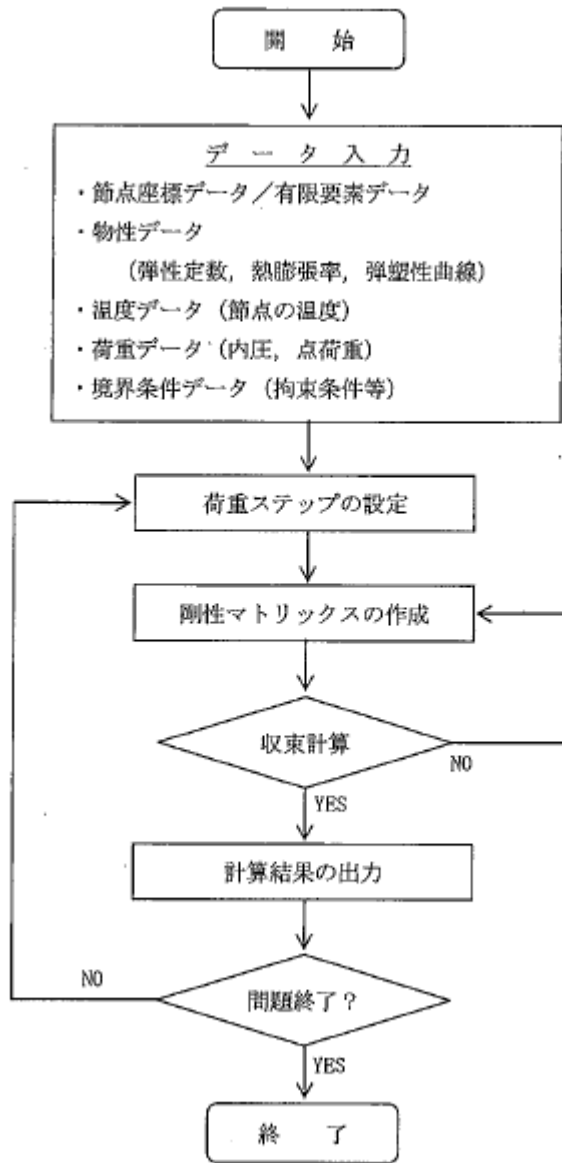 開 始
データ入力
・節点座標データ／有限要素データ
・物性データ
（弾性定数，熱膨張率，弾塑性曲線）
・温度データ（節点の温度）
・荷重データ（内圧，点荷重）
・境界条件データ（拘束条件等）
荷重ステップの設定
剛性マトリックスの作成
収束計算
NO
YES
計算結果の出力
NO
問題終了？
YES
終 了